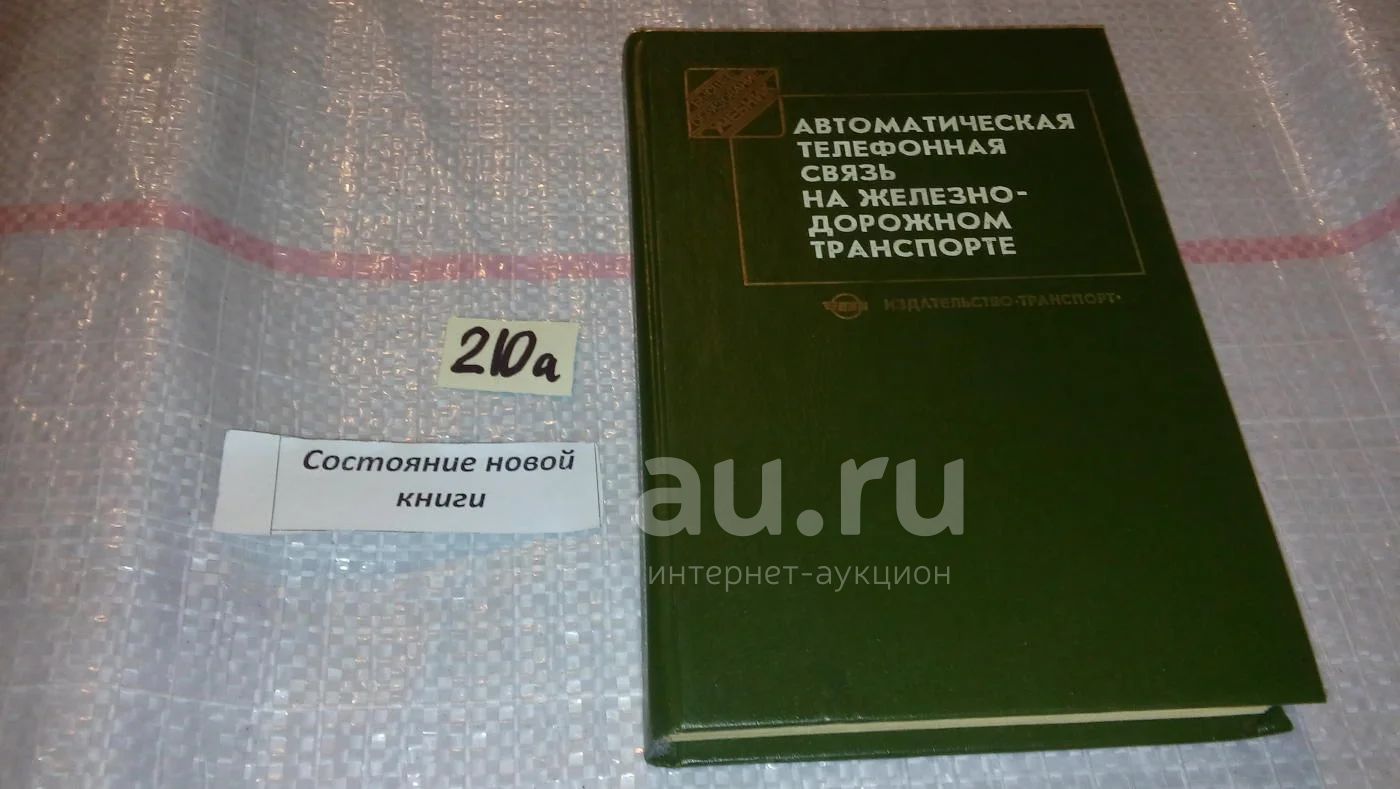 АВТОМАТИЧЕСКАЯ
ТЕЛЕФОННАЯ
СВЯЗЬ
НА ЖЕЛЕЗНО-
ДОРОЖНОМ
ТРАНСПОРТЕ
ИЗДАТЕЛЬСТВО·ТРАНСПОРТ·
210а
Состояние новой
книги
au.ru
интернет-аукцион